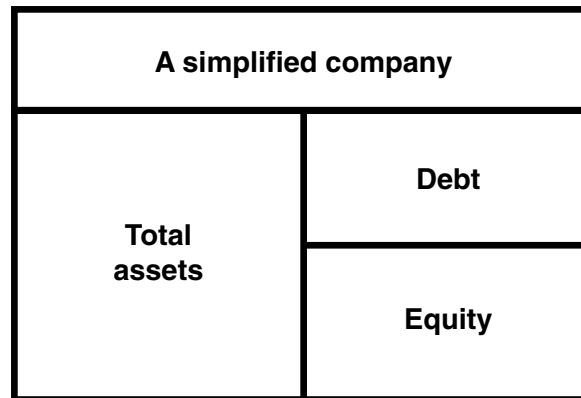 A simplified company
Total
assets
Debt
Equity